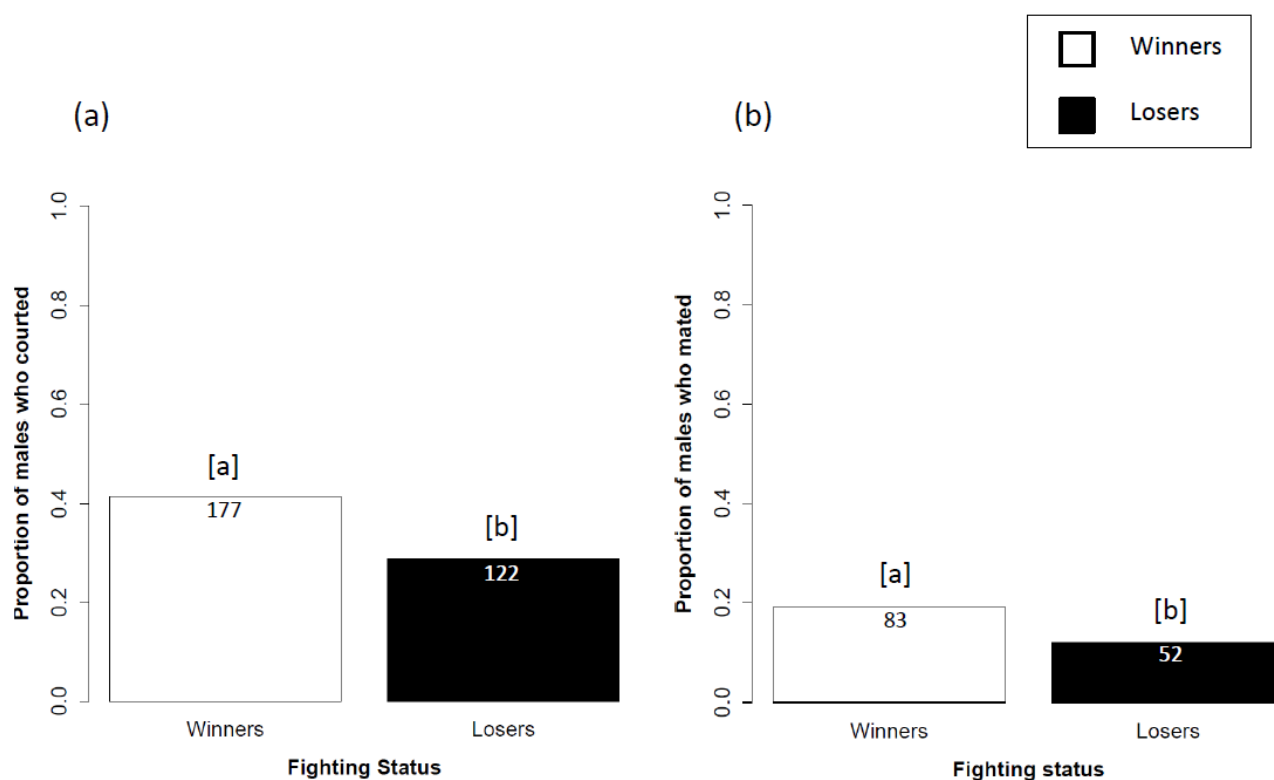 Winners
Losers
(a)
Proportion of males who courted
1.0
0.8
0.6
0.4
0.2
0.0
[a]
177
[b]
122
Winners
Losers
Fighting Status
(b)
Proportion of males who mated
1.0
0.8
0.6
0.4
0.2
0.0
[a]
83
[b]
52
Winners
Losers
Fighting status